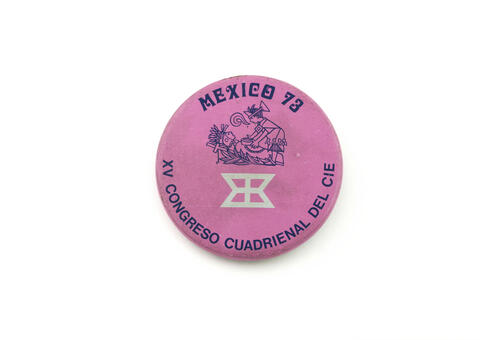 MEXICO 73
XV CONGRESO CUADRIENAL DEL CIE